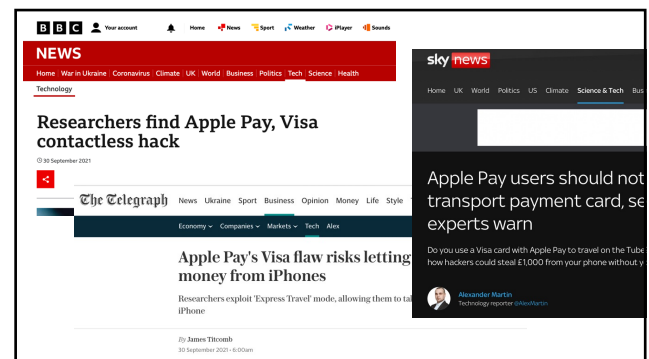 BBC Your account Home News Sport Weather iPlayer Sounds
NEWS
Home War in Ukraine Coronavirus Climate UK World Business Politics Tech Science Health
Technology
Researchers find Apple Pay, Visa
contactless hack
30 September 2021
The Telegraph News Ukraine Sport Business Opinion Money Life Style
Economy Companies Markets Tech Alex
Apple Pay's Visa flaw risks letting
money from iPhones
Researchers exploit 'Express Travel' mode, allowing them to
iPhone
By James Titcomb
30 September 2021 • 6:00am
sky news
Home UK World Politics US Climate Science & Tech Bus
Apple Pay users should not
transport payment card, se
experts warn
Do you use a Visa card with Apple Pay to travel on the Tube
how hackers could steal £1,000 from your phone without y
Alexander Martin
Technology reporter @AlexMartin